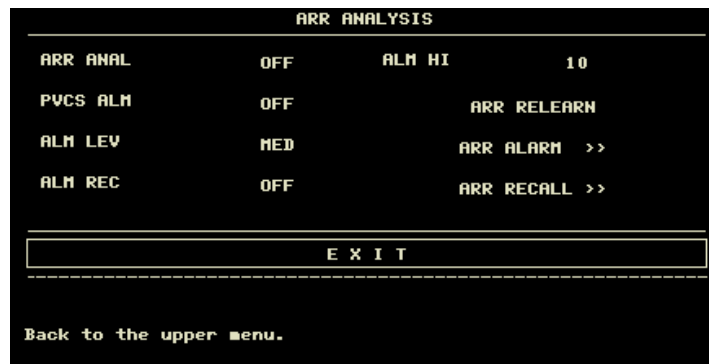 ARR ANALYSIS
ARR ANAL OFF ALM HI 10
PVCS ALM OFF ARR RELEARN
ALM LEV MED ARR ALARM >>
ALM REC OFF ARR RECALL >>
E X I T
Back to the upper menu.